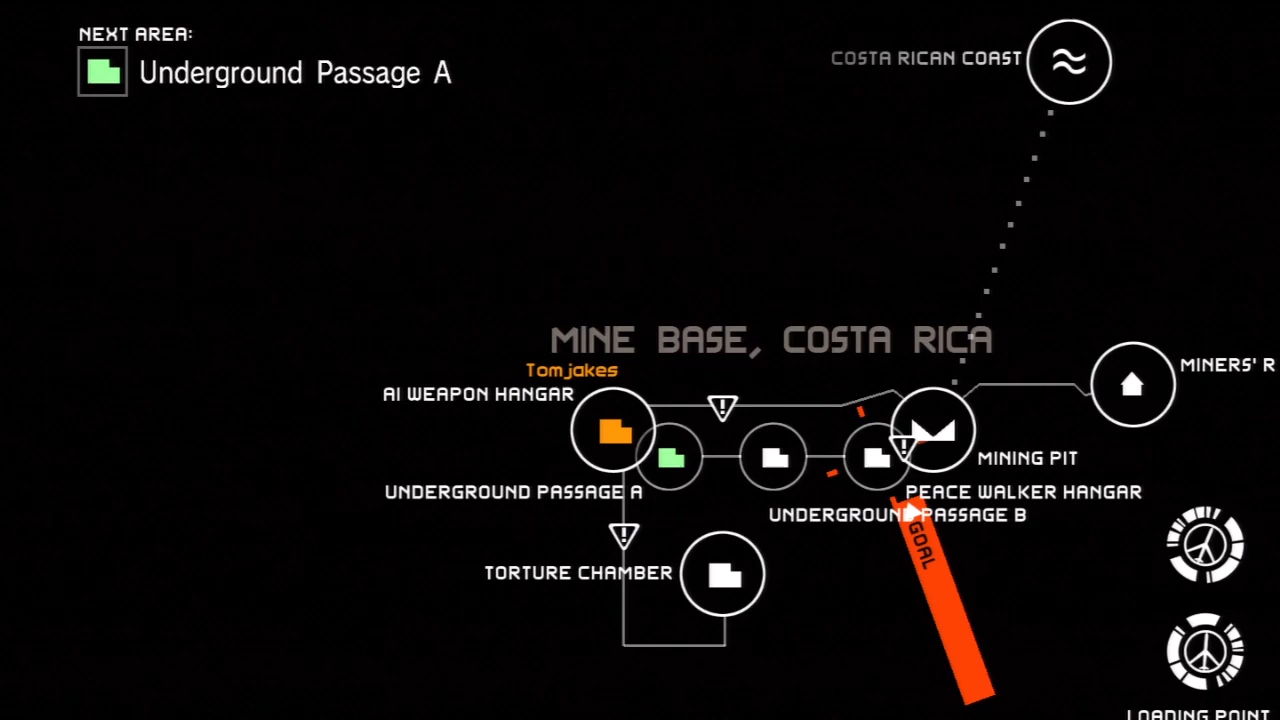 NEXT AREA:
Underground Passage A
COSTA RICAN COAST
MINE BASE, COSTA RICA
Tomjakes
MINERS' R
AI WEAPON HANGAR
!
!
MINING PIT
UNDERGROUND PASSAGE A
PEACE WALKER HANGAR
UNDERGROUND PASSAGE B
!
GOAL
TORTURE CHAMBER
LOADING POINT